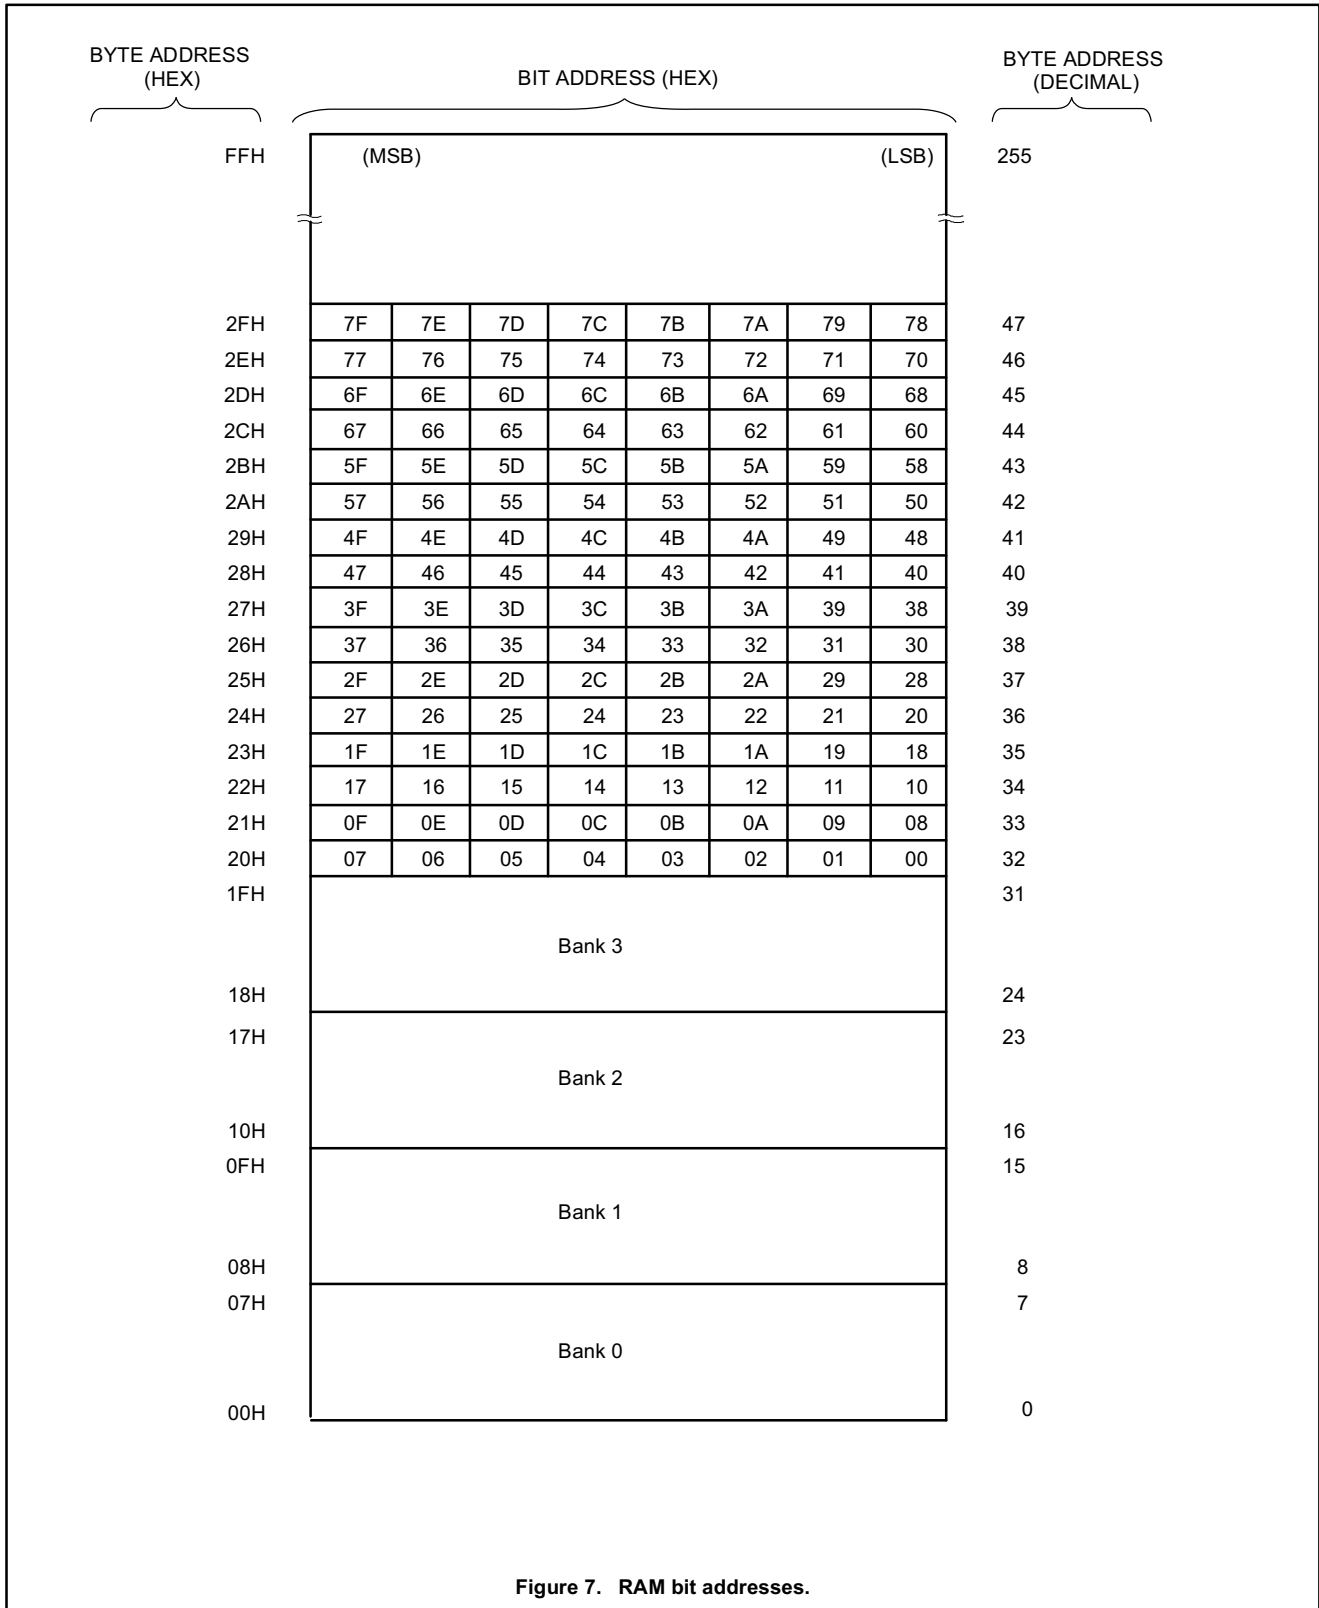 BYTE ADDRESS
(HEX)
BIT ADDRESS (HEX)
BYTE ADDRESS
(DECIMAL)
FFH (MSB) (LSB) 255
2FH 7F 7E 7D 7C 7B 7A 79 78 47
2EH 77 76 75 74 73 72 71 70 46
2DH 6F 6E 6D 6C 6B 6A 69 68 45
2CH 67 66 65 64 63 62 61 60 44
2BH 5F 5E 5D 5C 5B 5A 59 58 43
2AH 57 56 55 54 53 52 51 50 42
29H 4F 4E 4D 4C 4B 4A 49 48 41
28H 47 46 45 44 43 42 41 40 40
27H 3F 3E 3D 3C 3B 3A 39 38 39
26H 37 36 35 34 33 32 31 30 38
25H 2F 2E 2D 2C 2B 2A 29 28 37
24H 27 26 25 24 23 22 21 20 36
23H 1F 1E 1D 1C 1B 1A 19 18 35
22H 17 16 15 14 13 12 11 10 34
21H 0F 0E 0D 0C 0B 0A 09 08 33
20H 07 06 05 04 03 02 01 00 32
1FH 31
Bank 3
18H 24
17H 23
Bank 2
10H 16
0FH 15
Bank 1
08H 8
07H 7
Bank 0
00H 0
Figure 7. RAM bit addresses.